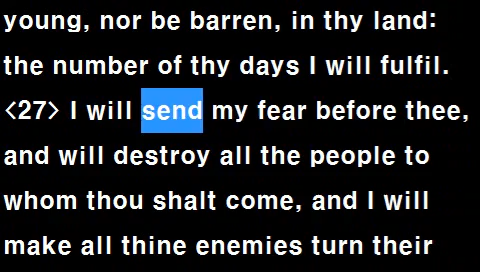 young, nor be barren, in thy land:
the number of thy days I will fulfil.
<27> I will send my fear before thee,
and will destroy all the people to
whom thou shalt come, and I will
make all thine enemies turn their